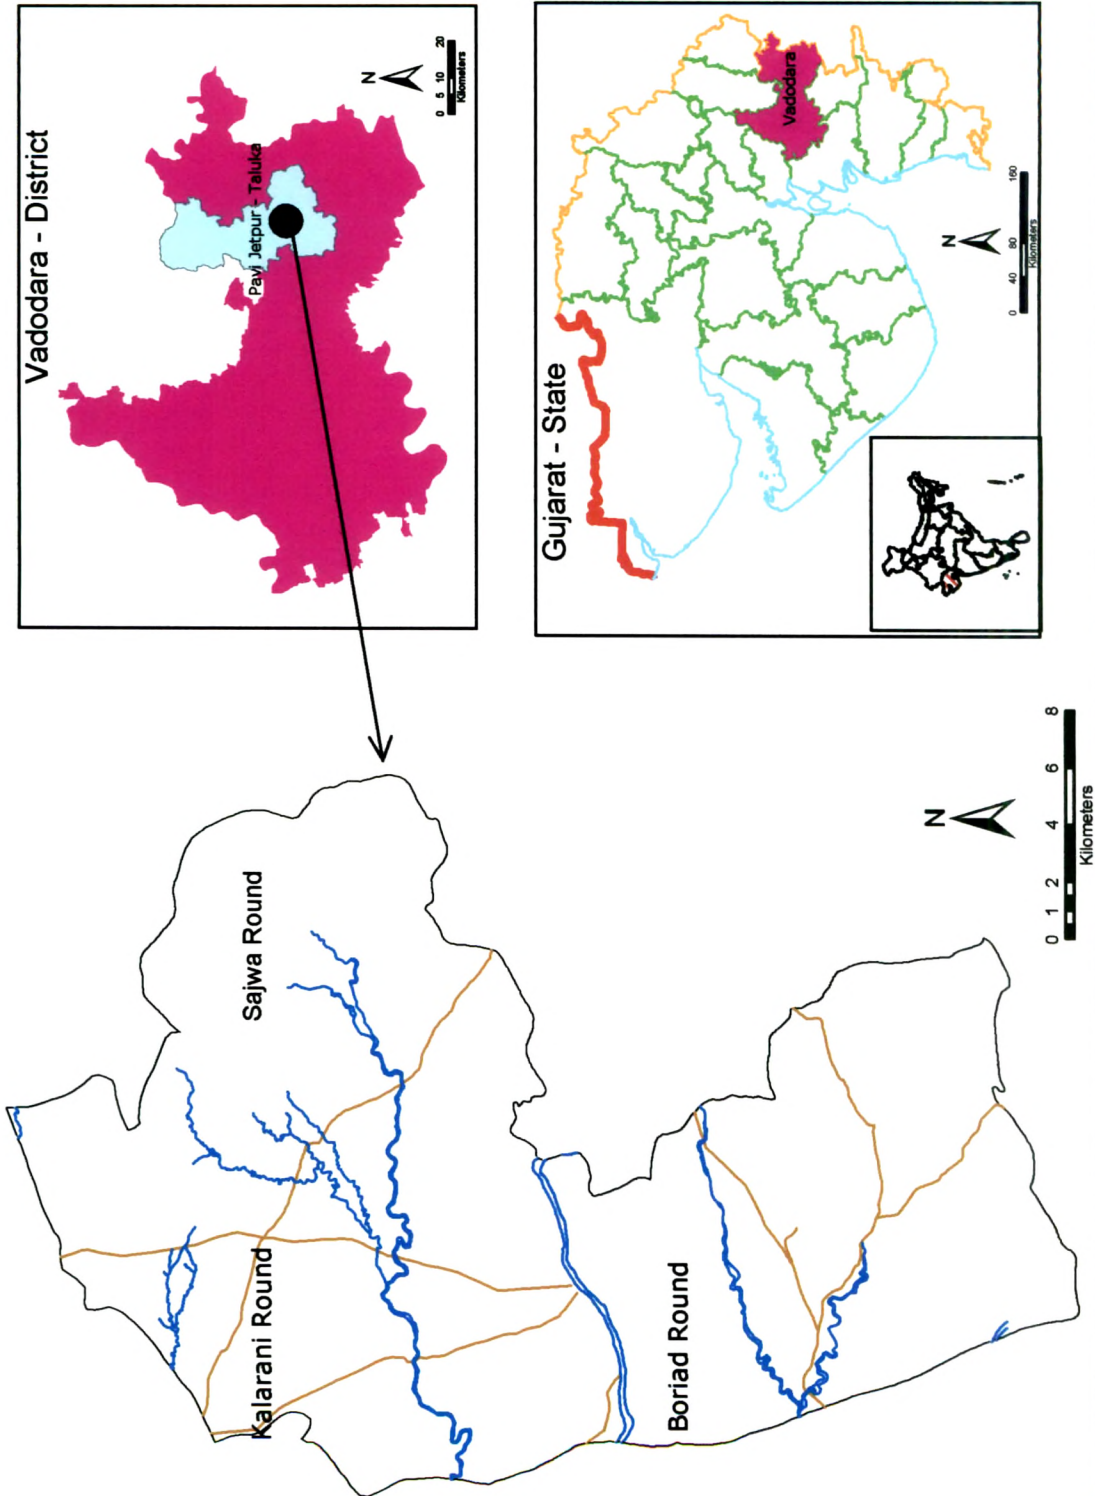 Vadodara - District
Pavi Jetpur - Taluka
N
0 5 10 20
Kilometers
Gujarat - State
Vadodara
N
0 40 80 160
Kilometers
Sajwa Round
Kalarani Round
Boriad Round
N
0 1 2 4 6 8
Kilometers